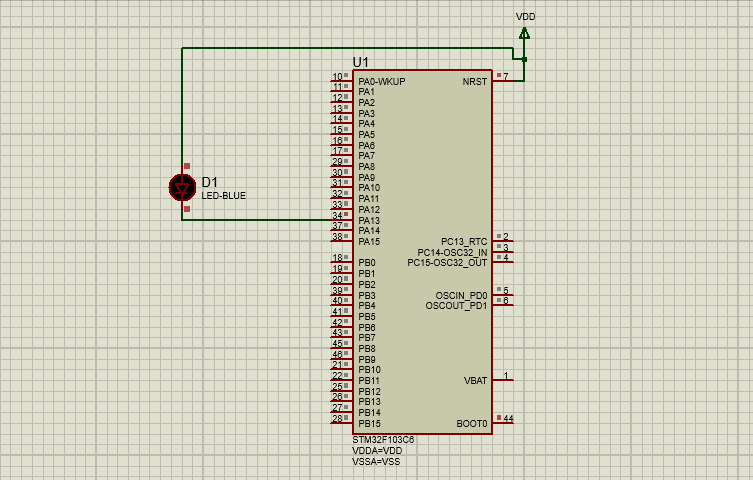 VDD
U1
10 PA0-WKUP NRST 7
11 PA1
12 PA2
13 PA3
14 PA4
15 PA5
16 PA6
17 PA7
29 PA8
30 PA9
31 PA10
32 PA11
33 PA12
34 PA13
37 PA14
38 PA15
D1
LED-BLUE
PC13_RTC 2
PC14-OSC32_IN 3
PC15-OSC32_OUT 4
18 PB0
19 PB1
20 PB2
39 PB3
40 PB4
41 PB5
42 PB6
43 PB7
45 PB8
46 PB9
21 PB10
22 PB11
25 PB12
26 PB13
27 PB14
28 PB15
OSCIN_PD0 5
OSCOUT_PD1 6
VBAT 1
BOOT0 44
STM32F103C6
VDDA=VDD
VSSA=VSS